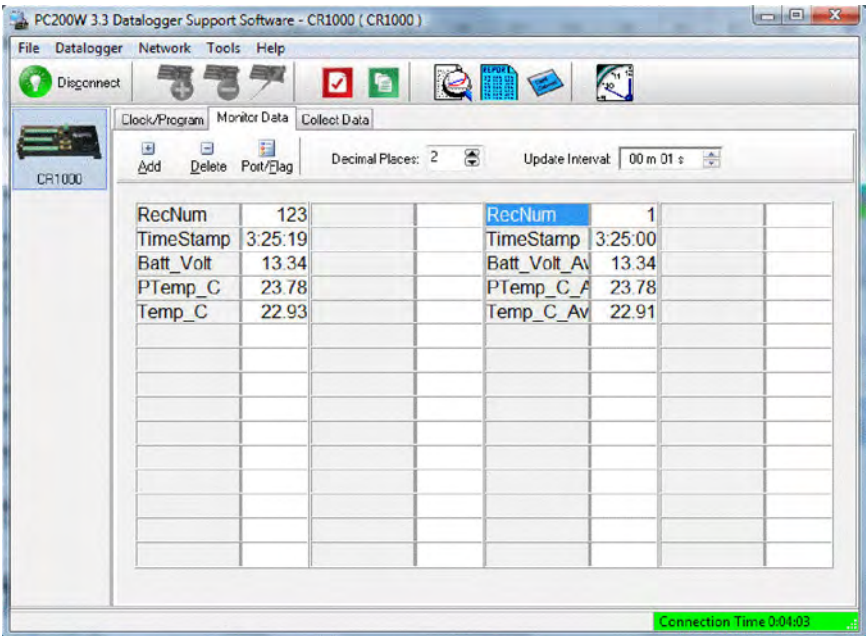 PC200W 3.3 Datalogger Support Software - CR1000 ( CR1000 )
File Datalogger Network Tools Help
Disconnect
REPORT
CR1000
Clock/Program Monitor Data Collect Data
Add Delete Port/Flag Decimal Places: 2 Update Interval: 00 m 01 s
RecNum 123 RecNum 1
TimeStamp 3:25:19 TimeStamp 3:25:00
Batt_Volt 13.34 Batt_Volt_Av 13.34
PTemp_C 23.78 PTemp_C_A 23.78
Temp_C 22.93 Temp_C_Av 22.91
Connection Time 0:04:03